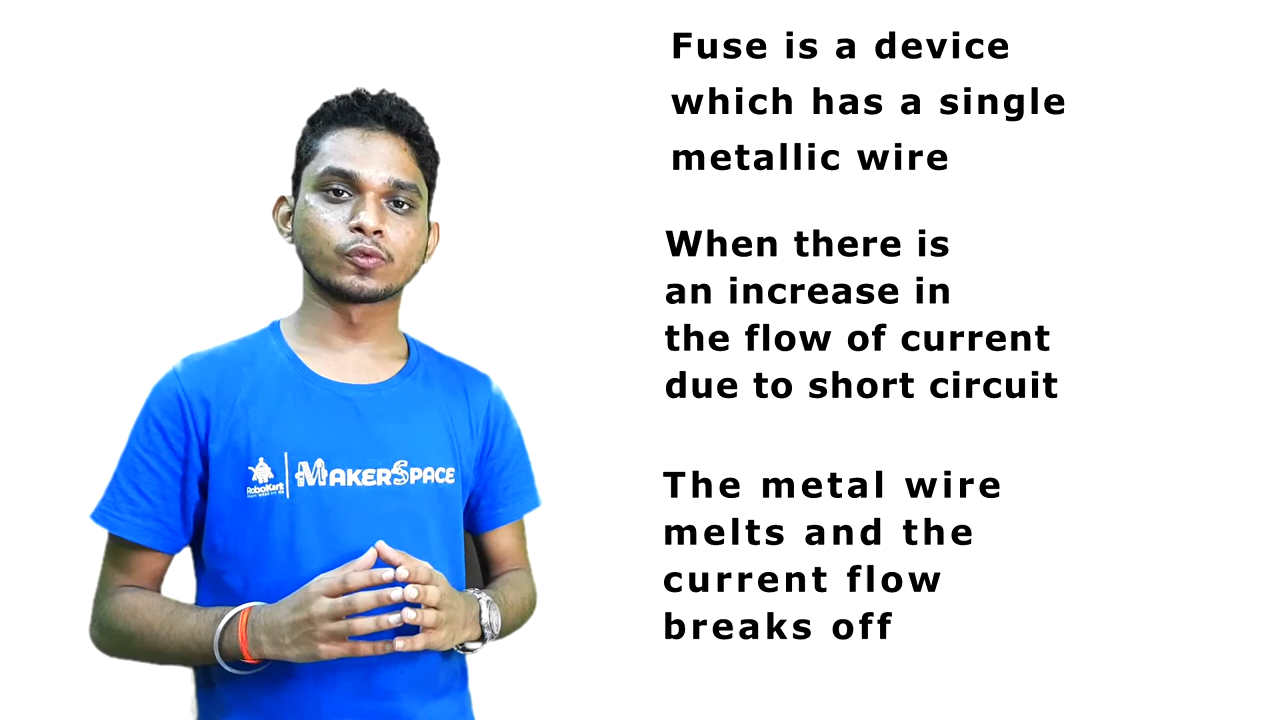 Fuse is a device
which has a single
metallic wire
When there is
an increase in
the flow of current
due to short circuit
The metal wire
melts and the
current flow
breaks off
RoboKart
MAKERSPACE